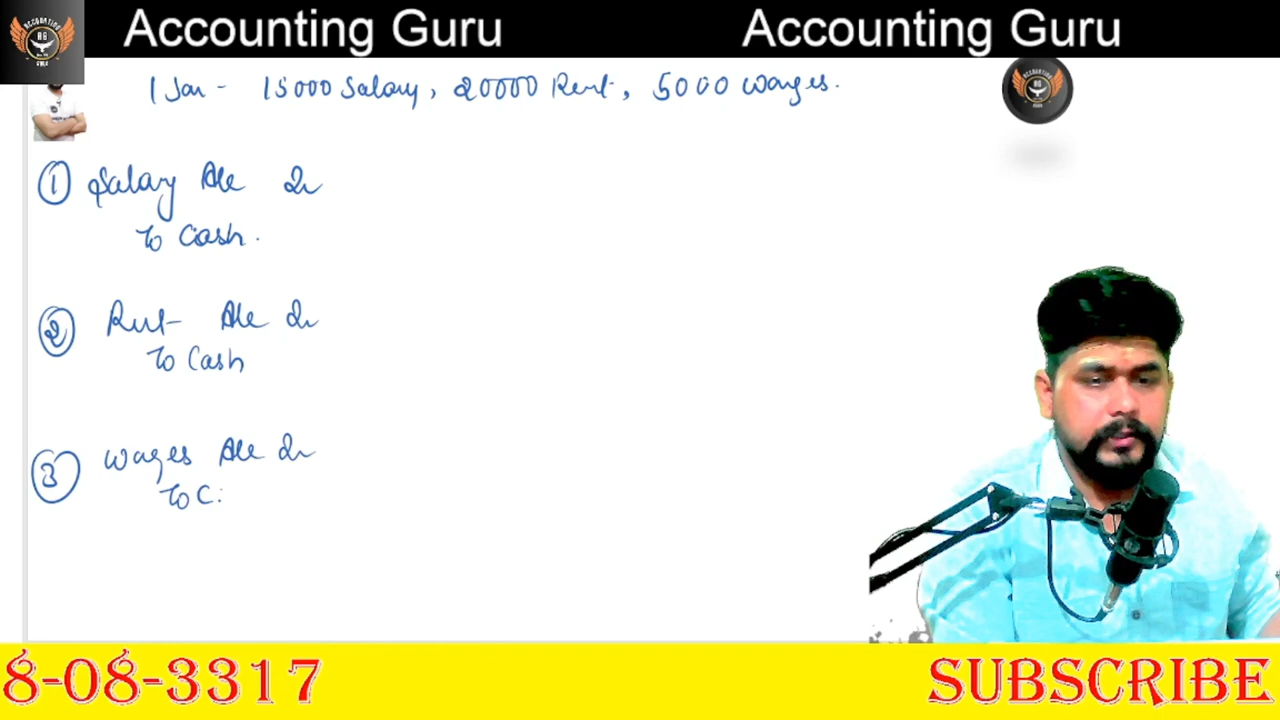 Accounting Guru Accounting Guru
1 Jan - 15000 Salary, 20000 Rent, 5000 Wages.
① Salary A/c Dr
To Cash.
② Rent A/c Dr
To Cash
③ Wages A/c Dr
To C
8-08-3317 SUBSCRIBE